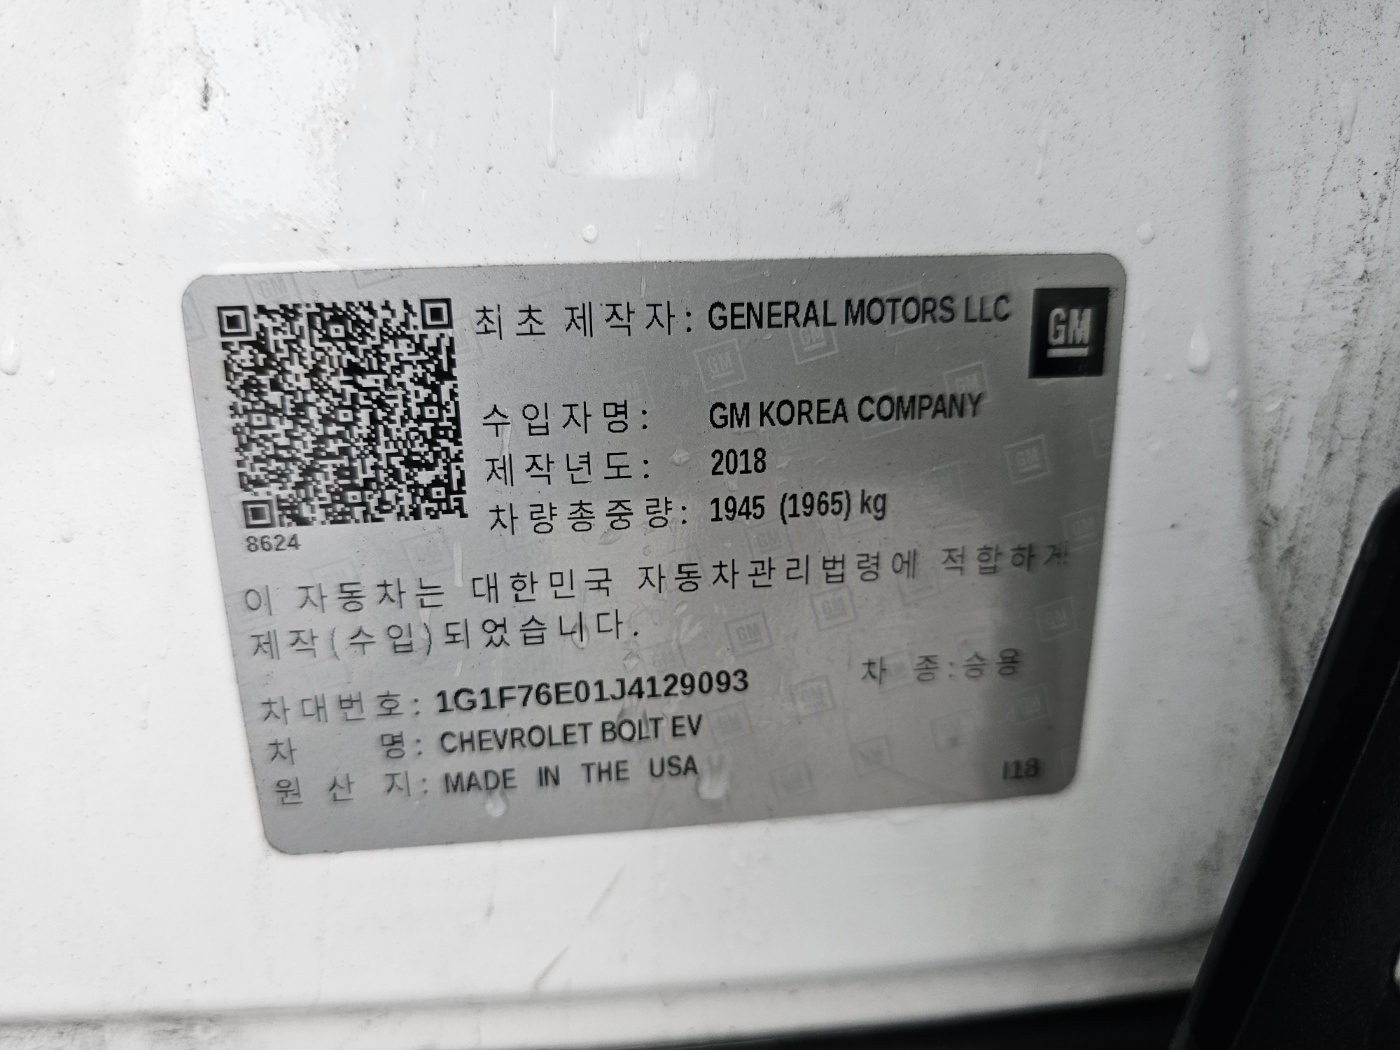 최초 제작자: GENERAL MOTORS LLC
GM
수입자명: GM KOREA COMPANY
제작년도: 2018
차량총중량: 1945 (1965) kg
8624
이 자동차는 대한민국 자동차관리법령에 적합하게
제작(수입)되었습니다.
차대번호: 1G1F76E01J4129093 차 종:승용
차 명: CHEVROLET BOLT EV
원 산 지: MADE IN THE USA
I18